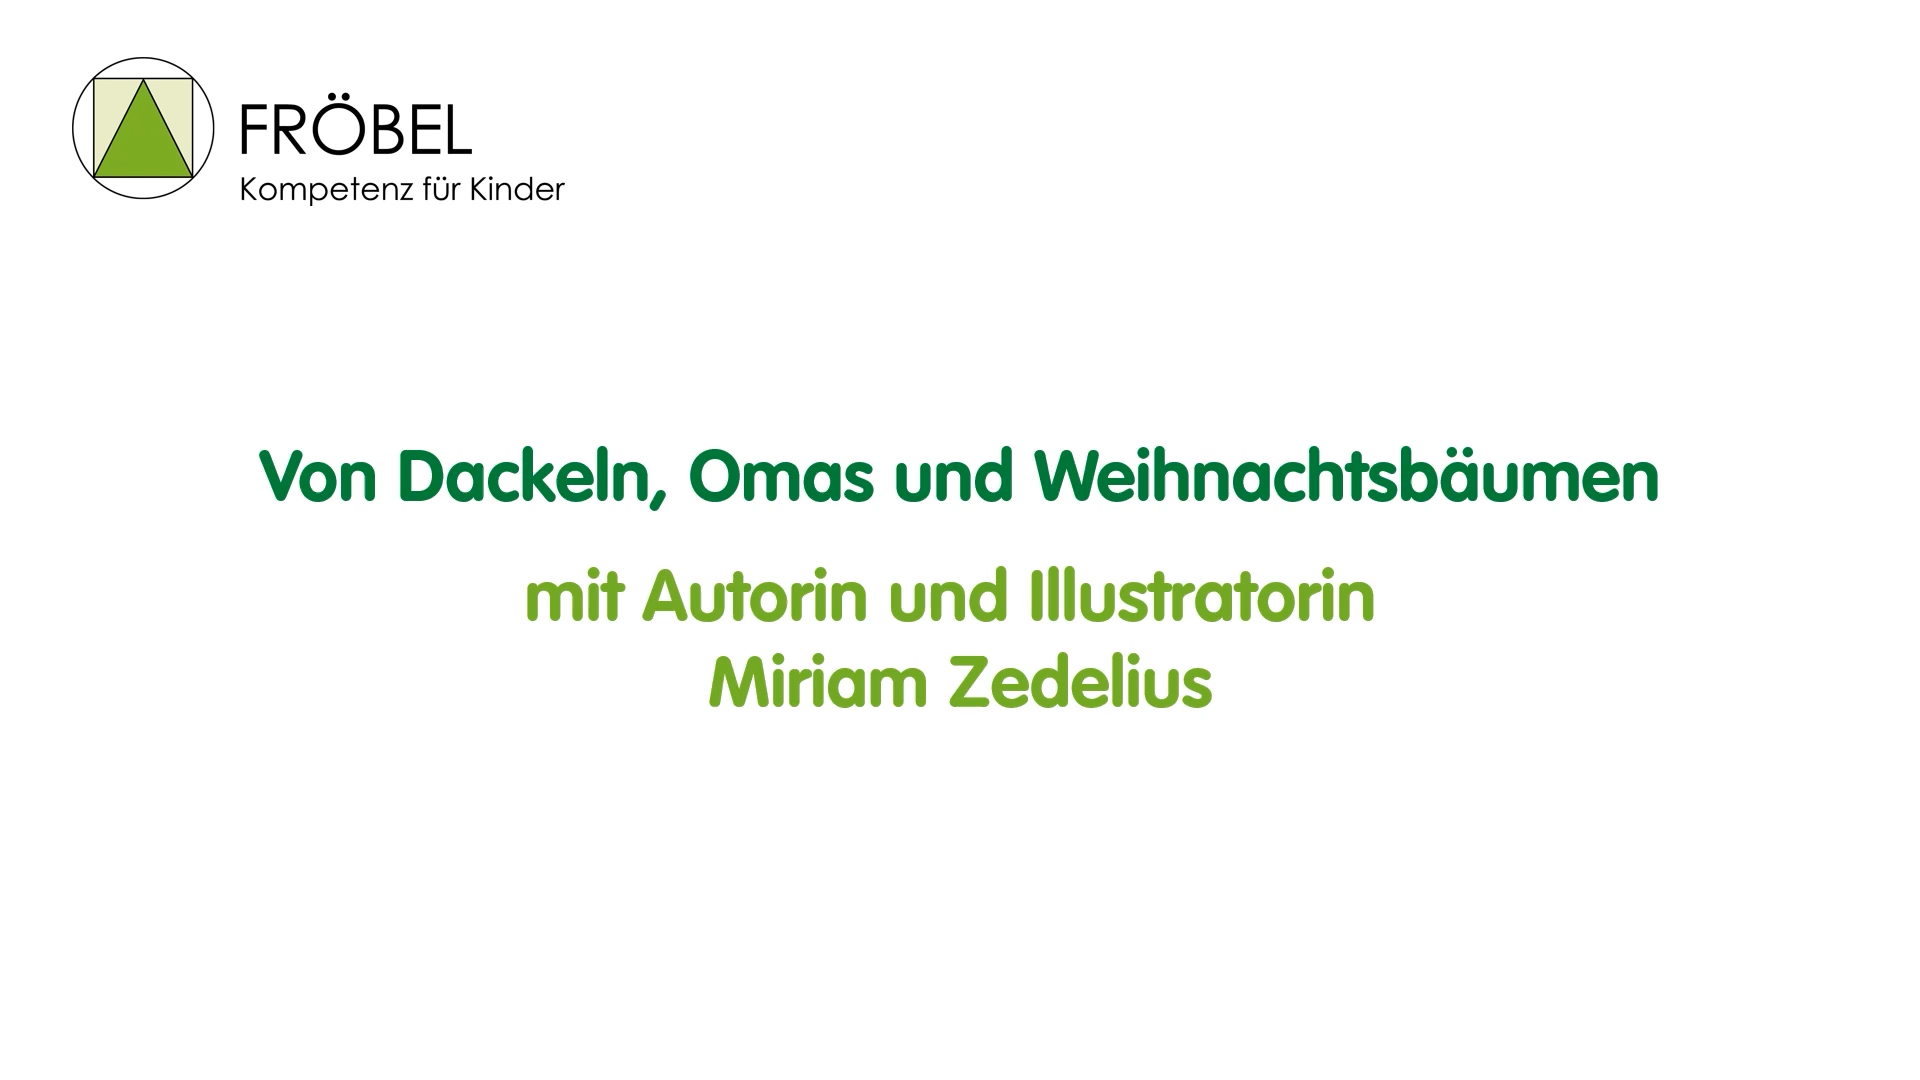 FRÖBEL
Kompetenz für Kinder
Von Dackeln, Omas und Weihnachtsbäumen
mit Autorin und Illustratorin
Miriam Zedelius